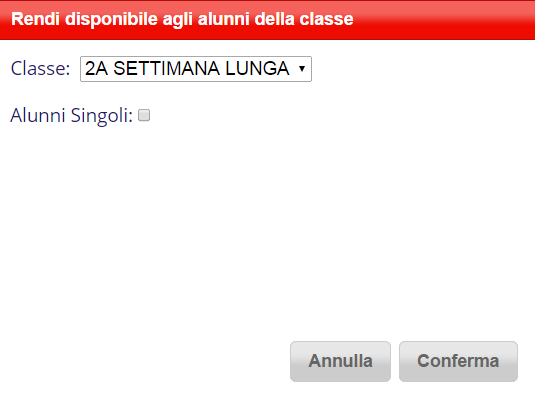 Rendi disponibile agli alunni della classe
Classe: 2A SETTIMANA LUNGA
Alunni Singoli:
Annulla Conferma